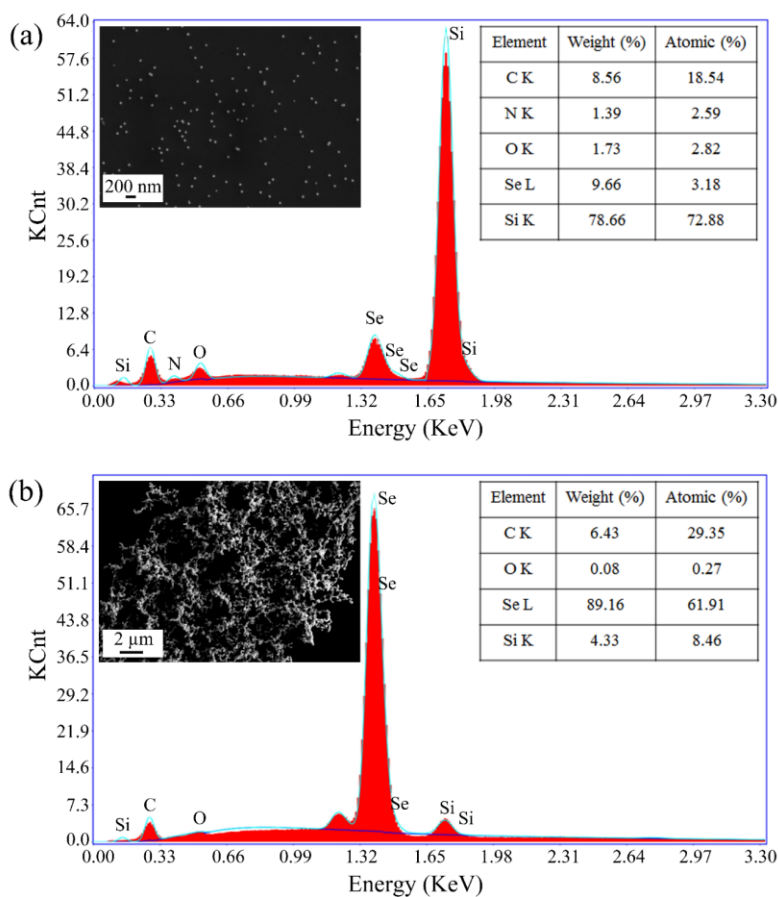 (a)
64.0
57.6
51.2
44.8
38.4
30.2
25.6
19.2
12.8
6.4
0.0
KCnt
200 nm
Si
C
N
O
Se
Se
Se
Si
Si
0.00 0.33 0.66 0.99 1.32 1.65 1.98 2.31 2.64 2.97 3.30
Energy (KeV)
Element Weight (%) Atomic (%)
C K 8.56 18.54
N K 1.39 2.59
O K 1.73 2.82
Se L 9.66 3.18
Si K 78.66 72.88
(b)
65.7
58.4
51.1
43.8
36.5
29.2
21.9
14.6
7.3
0.0
KCnt
2 µm
Si
C
O
Se
Se
Se
Si
Si
0.00 0.33 0.66 0.99 1.32 1.65 1.98 2.31 2.64 2.97 3.30
Energy (KeV)
Element Weight (%) Atomic (%)
C K 6.43 29.35
O K 0.08 0.27
Se L 89.16 61.91
Si K 4.33 8.46